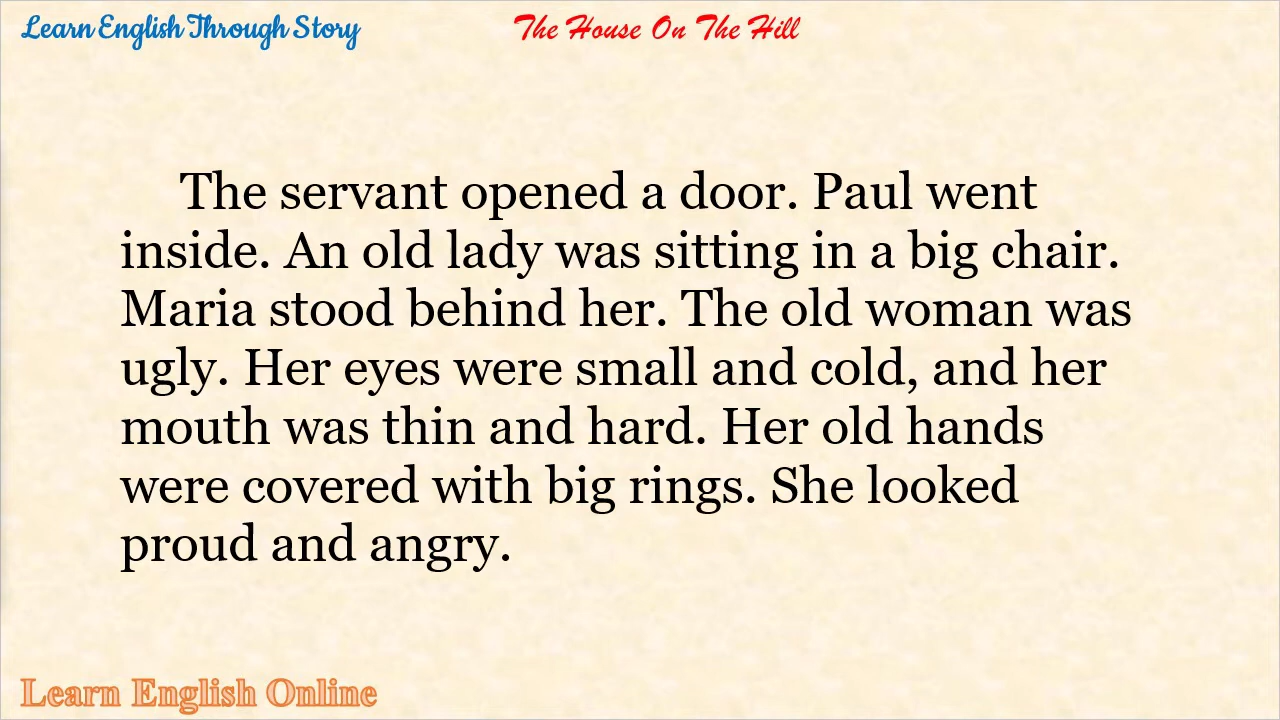 Learn English Through Story
The House On The Hill
The servant opened a door. Paul went
inside. An old lady was sitting in a big chair.
Maria stood behind her. The old woman was
ugly. Her eyes were small and cold, and her
mouth was thin and hard. Her old hands
were covered with big rings. She looked
proud and angry.
Learn English Online